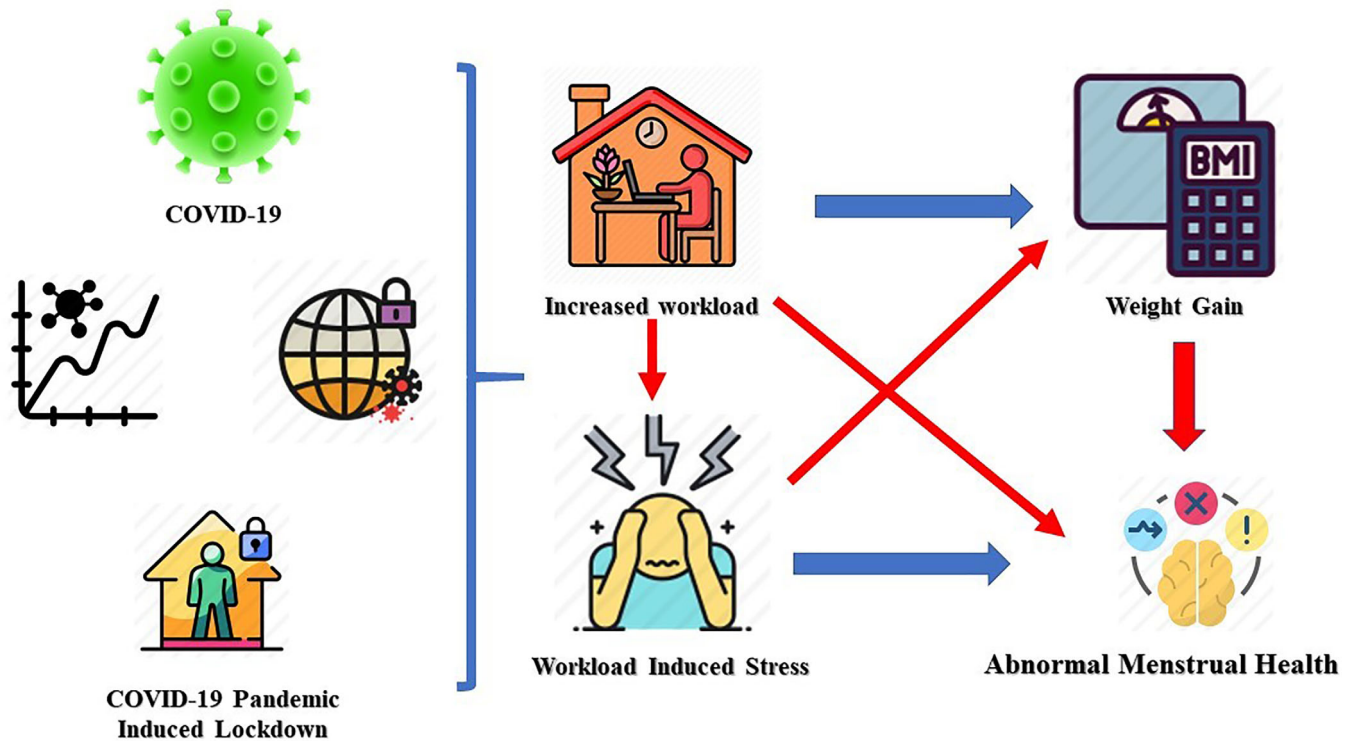 COVID-19
COVID-19 Pandemic
Induced Lockdown
Increased workload
Workload Induced Stress
BMI
Weight Gain
Abnormal Menstrual Health